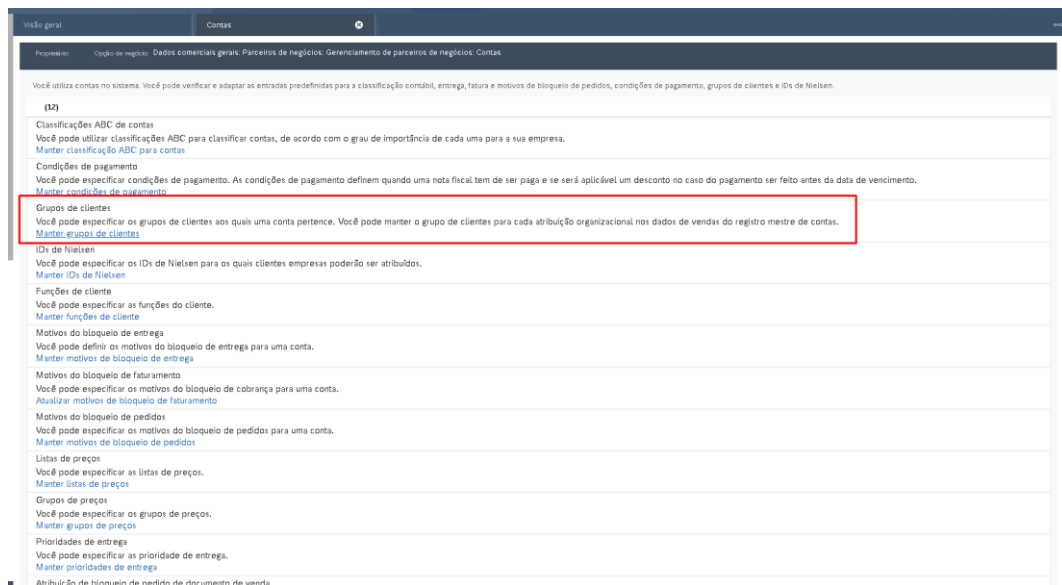 Visão geral
Contas
Proprietário: Opção de negócio: Dados comerciais gerais: Parceiros de negócios: Gerenciamento de parceiros de negócios: Contas
Você utiliza contas no sistema. Você pode verificar e adaptar as entradas predefinidas para a classificação contábil, entrega, fatura e motivos de bloqueio de pedidos, condições de pagamento, grupos de clientes e IDs de Nielsen.
(12)
Classificações ABC de contas
Você pode utilizar classificações ABC para classificar contas, de acordo com o grau de importância de cada uma para a sua empresa.
Manter classificação ABC para contas
Condições de pagamento
Você pode especificar condições de pagamento. As condições de pagamento definem quando uma nota fiscal tem de ser paga e se será aplicável um desconto no caso do pagamento ser feito antes da data de vencimento.
Manter condições de pagamento
Grupos de clientes
Você pode especificar os grupos de clientes aos quais uma conta pertence. Você pode manter o grupo de clientes para cada atribuição organizacional nos dados de vendas do registro mestre de contas.
Manter grupos de clientes
IDs de Nielsen
Você pode especificar os IDs de Nielsen para os quais clientes empresas poderão ser atribuídos.
Manter IDs de Nielsen
Funções de cliente
Você pode especificar as funções do cliente.
Manter funções de cliente
Motivos do bloqueio de entrega
Você pode definir os motivos do bloqueio de entrega para uma conta.
Manter motivos de bloqueio de entrega
Motivos do bloqueio de faturamento
Você pode especificar os motivos do bloqueio de cobrança para uma conta.
Atualizar motivos de bloqueio de faturamento
Motivos do bloqueio de pedidos
Você pode especificar os motivos do bloqueio de pedidos para uma conta.
Manter motivos de bloqueio de pedidos
Listas de preços
Você pode especificar as listas de preços.
Manter listas de preços
Grupos de preços
Você pode especificar os grupos de preços.
Manter grupos de preços
Prioridades de entrega
Você pode especificar as prioridade de entrega.
Manter prioridades de entrega
Atribuição de bloqueio de pedido de documento de venda